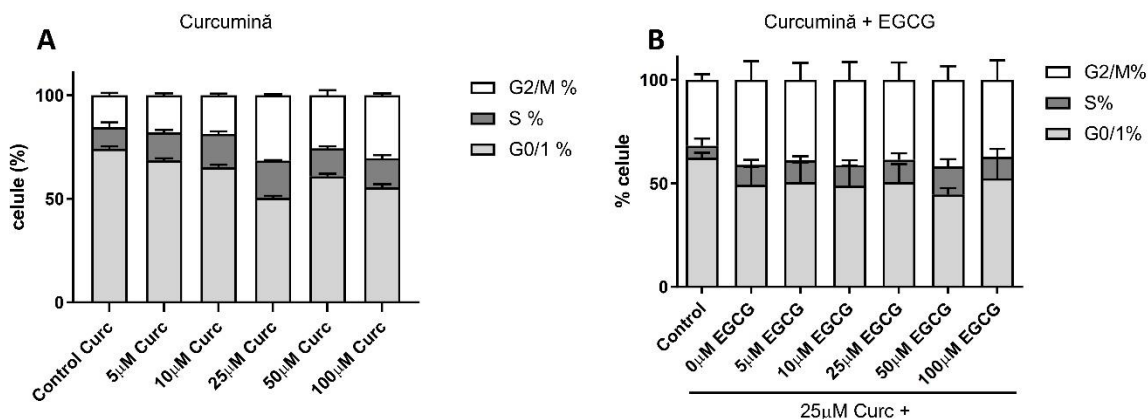 Curcumină
A
celule (%)
100
50
0
G2/M %
S %
G0/1 %
Control Curc
5μM Curc
10μM Curc
25μM Curc
50μM Curc
100μM Curc
Curcumină + EGCG
B
% celule
100
50
0
G2/M%
S%
G0/1 %
Control
0μM EGCG
5μM EGCG
10μM EGCG
25μM EGCG
50μM EGCG
100μM EGCG
25μM Curc +